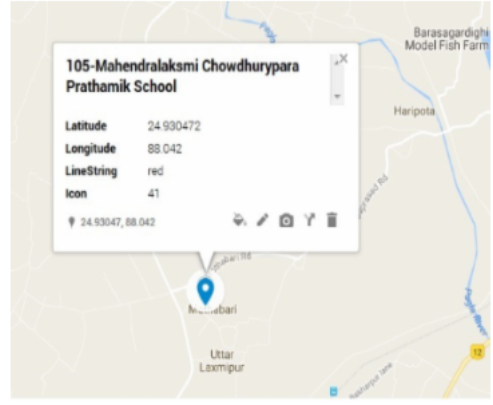 Barasagardighi
Model Fish Farm
105-Mahendralaksmi Chowdhurypara
Prathamik School
Haripota
Latitude 24.930472
Longitude 88.042
LineString red
Icon 41
24.93047, 88.042
Uttar
Laxmipur
12